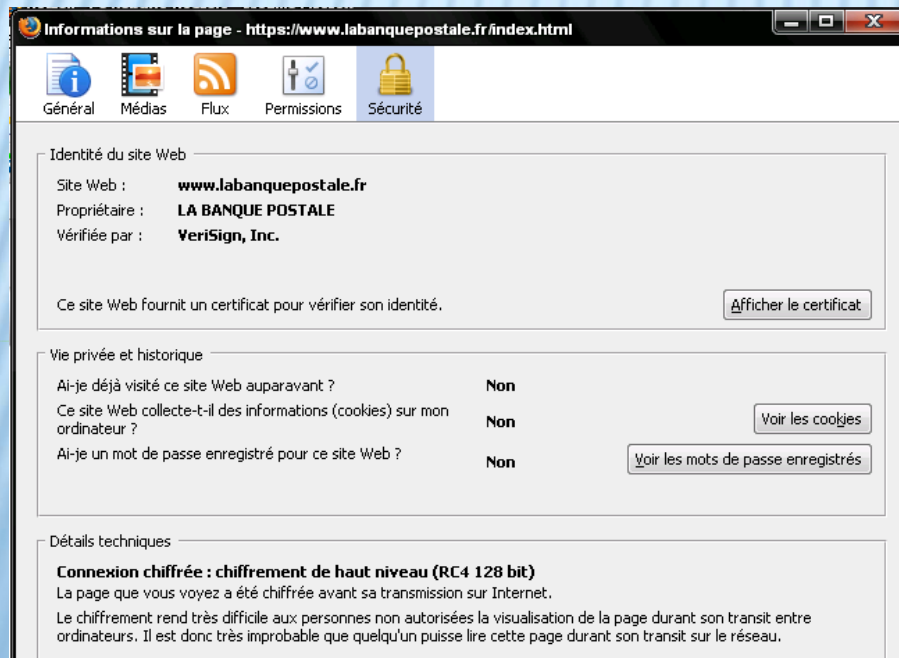 Informations sur la page - https://www.labanquepostale.fr/index.html
Général Médias Flux Permissions Sécurité
Identité du site Web
Site Web : www.labanquepostale.fr
Propriétaire : LA BANQUE POSTALE
Vérifiée par : VeriSign, Inc.
Ce site Web fournit un certificat pour vérifier son identité. Afficher le certificat
Vie privée et historique
Ai-je déjà visité ce site Web auparavant ? Non
Ce site Web collecte-t-il des informations (cookies) sur mon
ordinateur ? Non Voir les cookies
Ai-je un mot de passe enregistré pour ce site Web ? Non Voir les mots de passe enregistrés
Détails techniques
Connexion chiffrée : chiffrement de haut niveau (RC4 128 bit)
La page que vous voyez a été chiffrée avant sa transmission sur Internet.
Le chiffrement rend très difficile aux personnes non autorisées la visualisation de la page durant son transit entre
ordinateurs. Il est donc très improbable que quelqu'un puisse lire cette page durant son transit sur le réseau.